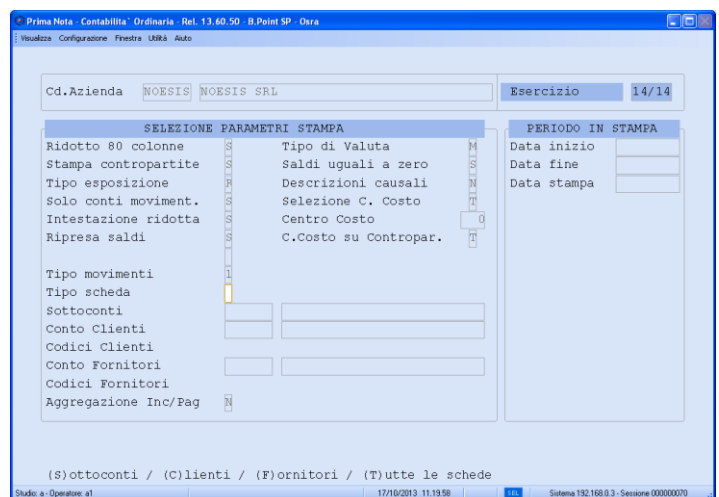 Prima Nota - Contabilita` Ordinaria - Rel. 13.60.50 - B.Point SP - Osra
Visualizza Configurazione Finestra Utilità Aiuto
Cd.Azienda NOESIS NOESIS SRL Esercizio 14/14
SELEZIONE PARAMETRI STAMPA PERIODO IN STAMPA
Ridotto 80 colonne S Tipo di Valuta M Data inizio
Stampa contropartite S Saldi uguali a zero S Data fine
Tipo esposizione R Descrizioni causali N Data stampa
Solo conti moviment. S Selezione C. Costo T
Intestazione ridotta S Centro Costo 0
Ripresa saldi S C.Costo su Contropar. T
Tipo movimenti 1
Tipo scheda
Sottoconti
Conto Clienti
Codici Clienti
Conto Fornitori
Codici Fornitori
Aggregazione Inc/Pag N
(S)ottoconti / (C)lienti / (F)ornitori / (T)utte le schede
Studio: a - Operatore: a1 17/10/2013 11.19.58 SEL Sistema 192.168.0.3 - Sessione 000000070